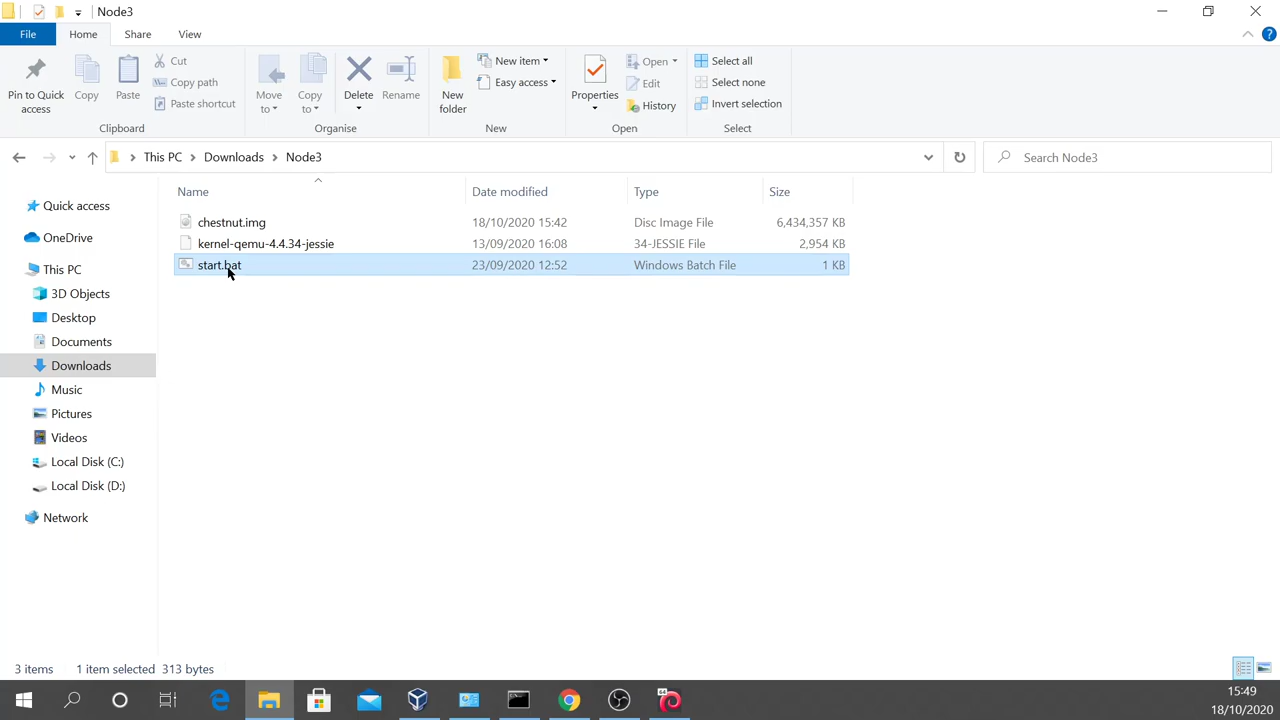 Node3
File Home Share View
Pin to Quick access
Copy
Paste
Cut
Copy path
Paste shortcut
Clipboard
Move to
Copy to
Delete
Rename
Organise
New folder
New item
Easy access
New
Properties
Open
Edit
History
Open
Select all
Select none
Invert selection
Select
This PC Downloads Node3
Search Node3
Quick access
OneDrive
This PC
3D Objects
Desktop
Documents
Downloads
Music
Pictures
Videos
Local Disk (C:)
Local Disk (D:)
Network
Name Date modified Type Size
chestnut.img 18/10/2020 15:42 Disc Image File 6,434,357 KB
kernel-qemu-4.4.34-jessie 13/09/2020 16:08 34-JESSIE File 2,954 KB
start.bat 23/09/2020 12:52 Windows Batch File 1 KB
3 items 1 item selected 313 bytes
64
15:49
18/10/2020